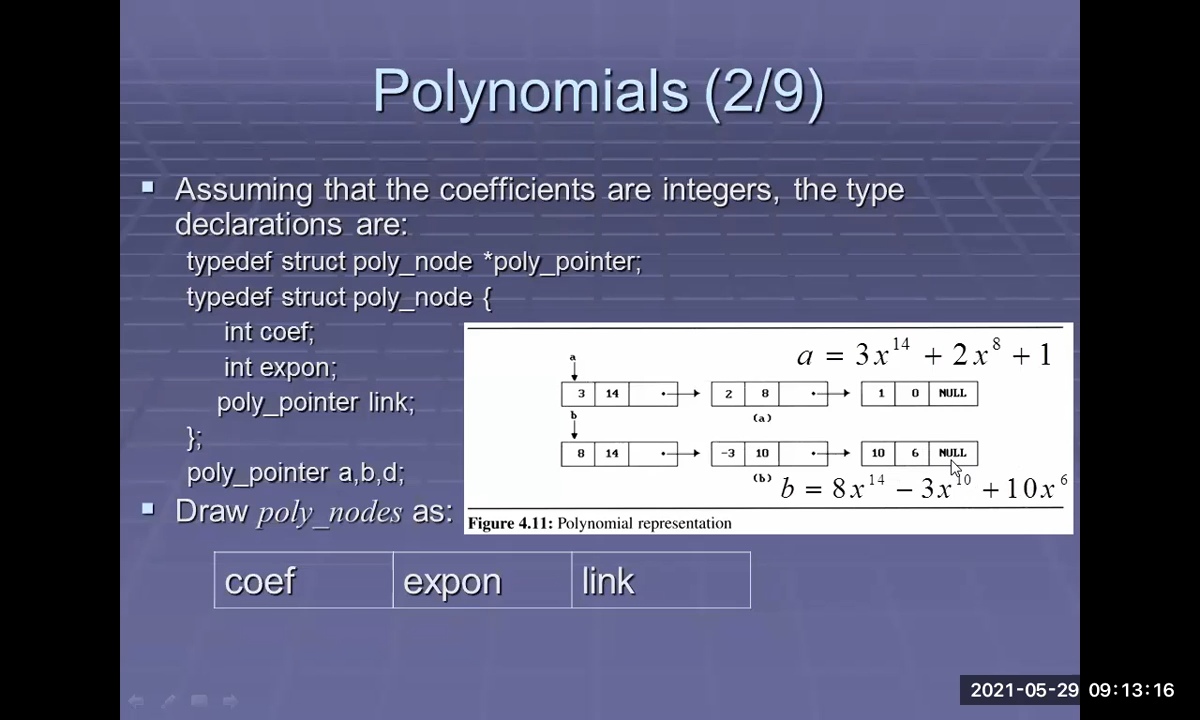 Polynomials (2/9)
Assuming that the coefficients are integers, the type
declarations are:
typedef struct poly_node *poly_pointer;
typedef struct poly_node {
int coef;
int expon;
poly_pointer link;
};
poly_pointer a,b,d;
Draw poly_nodes as:
coef expon link
a = 3x^14 + 2x^8 + 1
a
3 14 2 8 1 0 NULL
(a)
b
8 14 -3 10 10 6 NULL
(b)
b = 8x^14 − 3x^10 + 10x^6
Figure 4.11: Polynomial representation
2021-05-29 09:13:16